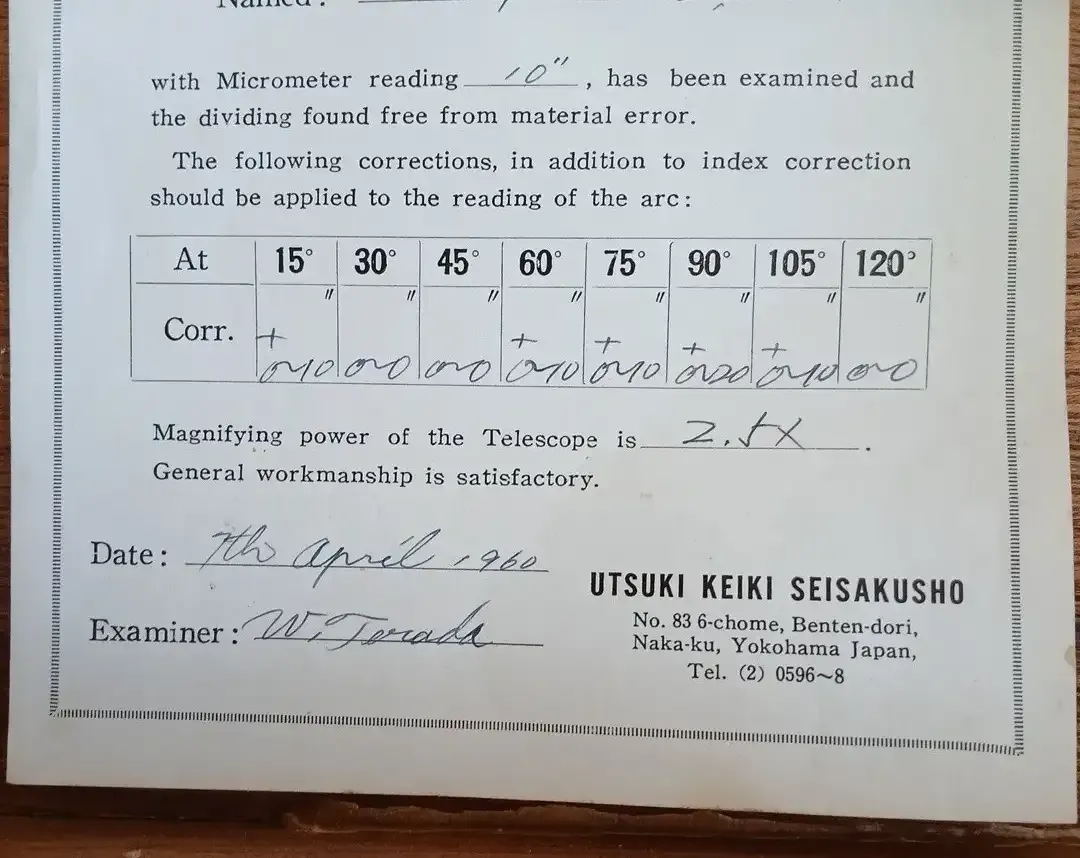 Named:
with Micrometer reading 10", has been examined and
the dividing found free from material error.
The following corrections, in addition to index correction
should be applied to the reading of the arc:
At 15° 30° 45° 60° 75° 90° 105° 120°
" " " " " " " "
Corr. + 0~10 0~0 0~0 + 0~10 + 0~10 + 0~20 + 0~10 0~0
Magnifying power of the Telescope is 2.5X.
General workmanship is satisfactory.
Date: 7th April 1960
Examiner: W. Terada
UTSUKI KEIKI SEISAKUSHO
No. 83 6-chome, Benten-dori,
Naka-ku, Yokohama Japan,
Tel. (2) 0596~8